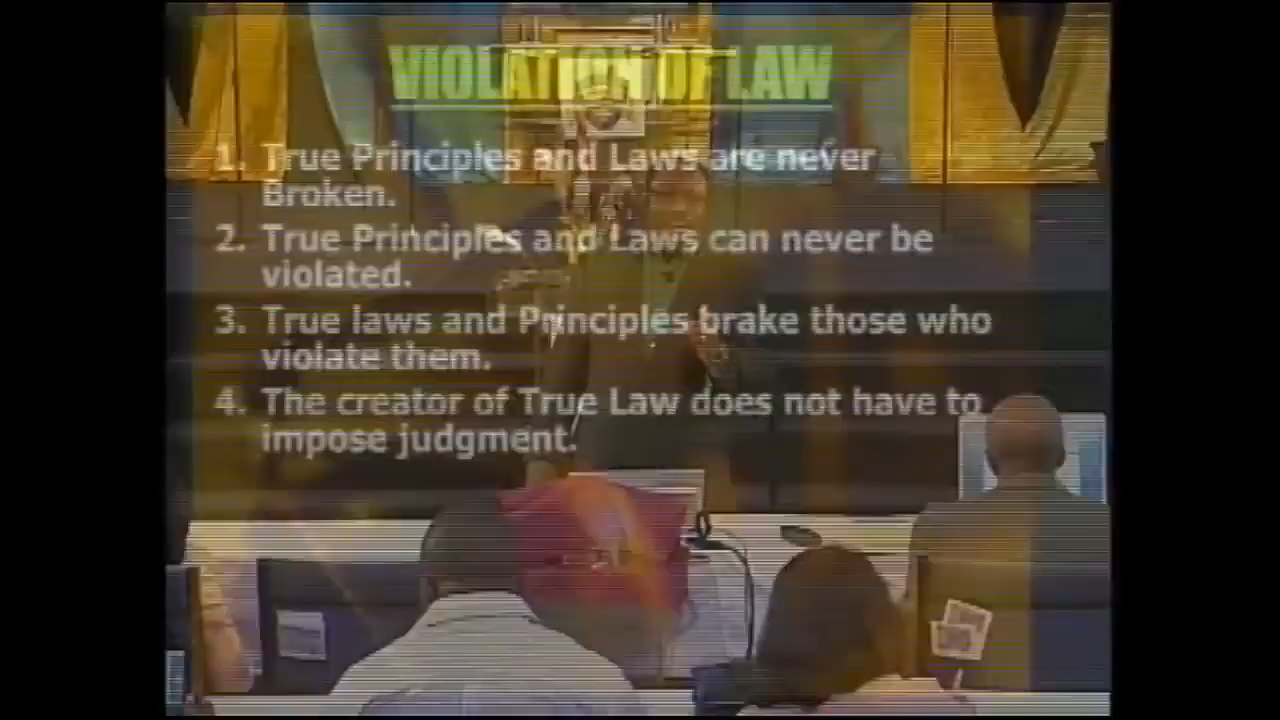 VIOLATION OF LAW
1. True Principles and Laws are never
Broken.
2. True Principles and Laws can never be
violated.
3. True laws and Principles brake those who
violate them.
4. The creator of True Law does not have to
impose judgment.